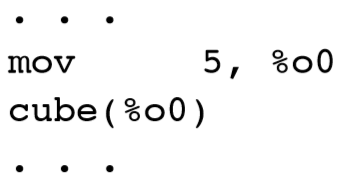 . . .
mov 5, %o0
cube(%o0)
. . .